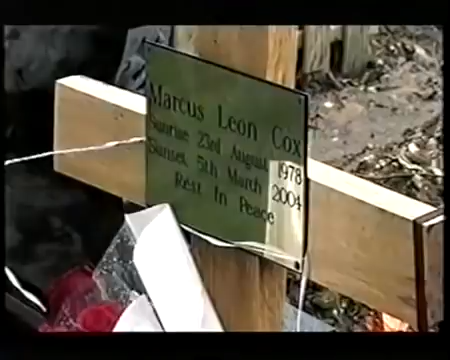 Marcus Leon Cox
Sunrise 23rd August 1978
Sunset, 5th March 2004
Rest In Peace